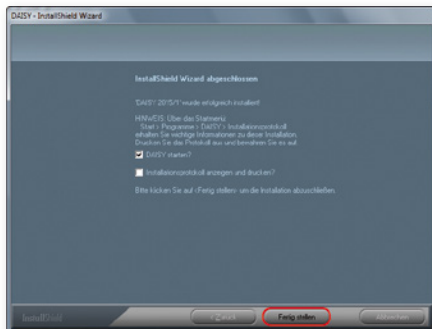 DAISY - InstallShield Wizard
InstallShield Wizard abgeschlossen
'DAISY 2015/1' wurde erfolgreich installiert!
HINWEIS: Über das Startmenü
Start > Programme > DAISY > Installationsprotokoll
erhalten Sie wichtige Informationen zu dieser Installation.
Drucken Sie das Protokoll aus und bewahren Sie es auf.
DAISY starten?
Installationsprotokoll anzeigen und drucken?
Bitte klicken Sie auf <Fertig stellen> um die Installation abzuschließen.
InstallShield
< Zurück
Fertig stellen
Abbrechen